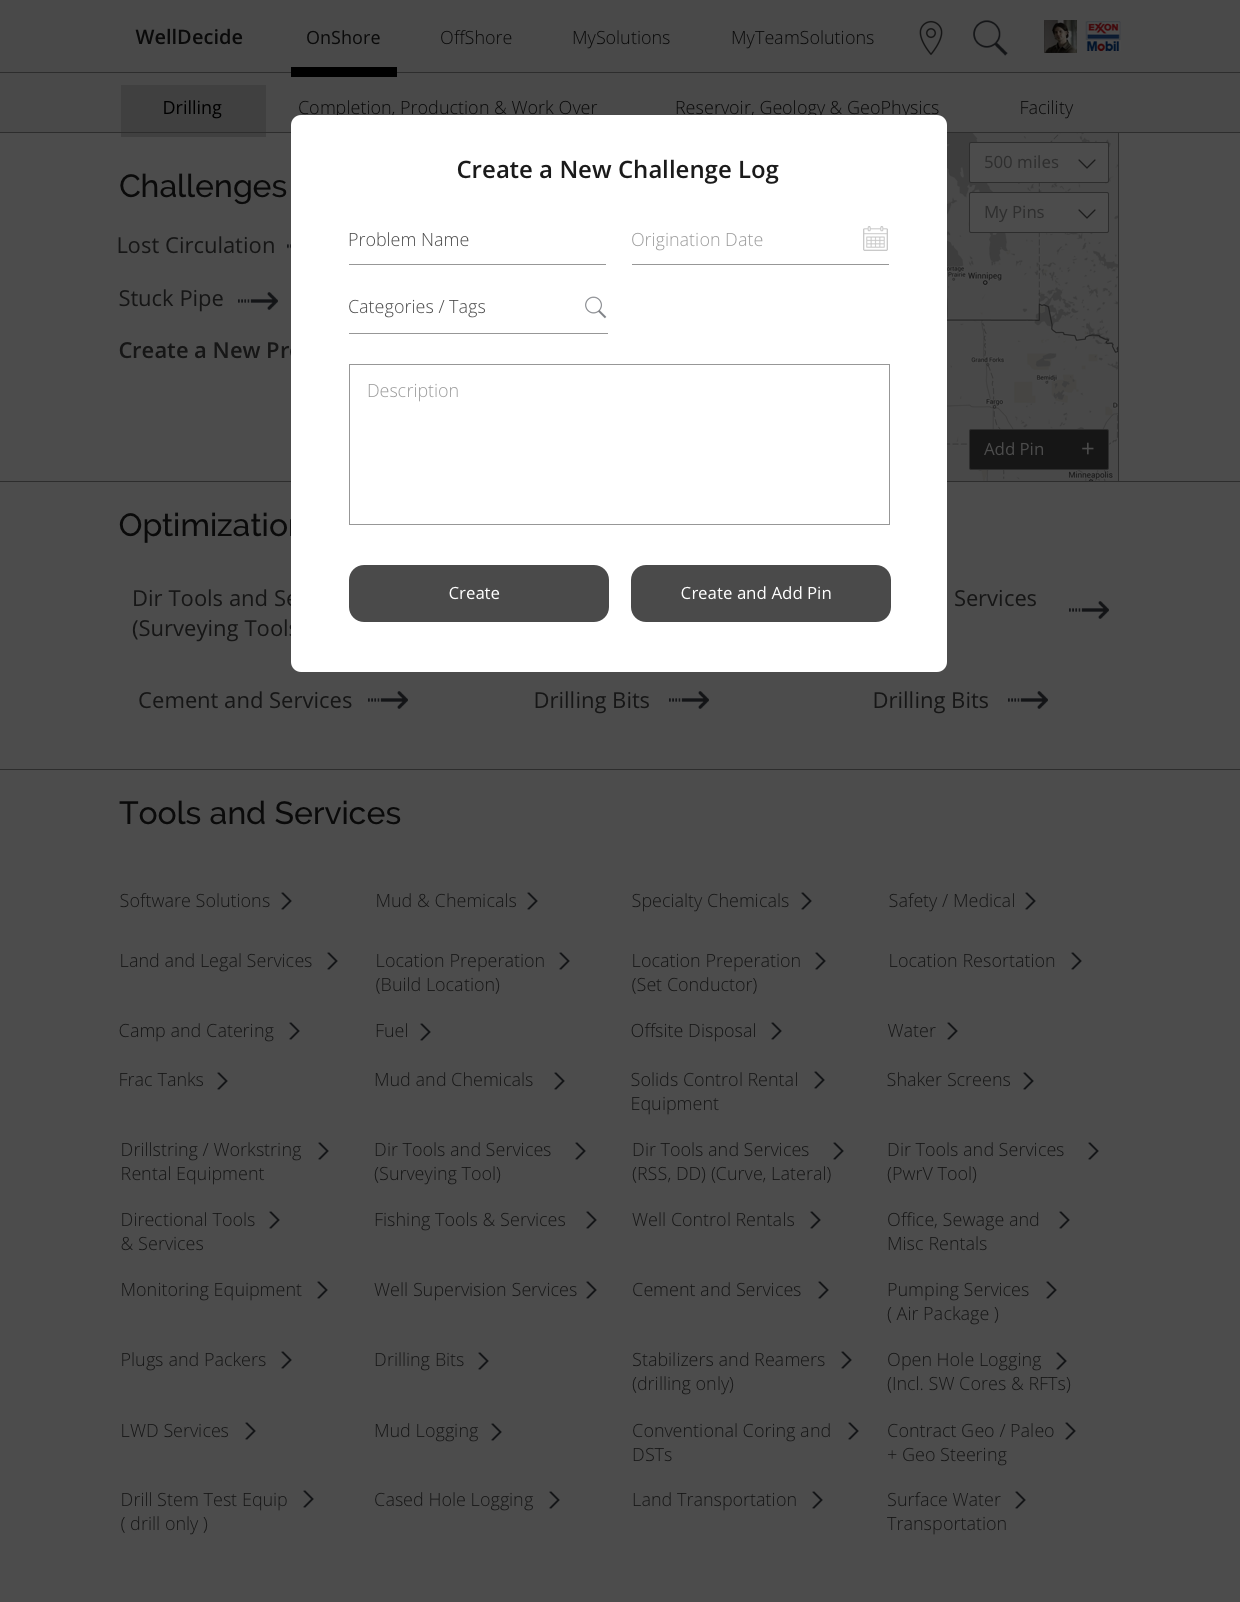 WellDecide
OnShore
OffShore
MySolutions
MyTeamSolutions
EXXON
Mobil
Drilling
Completion, Production & Work Over
Reservoir, Geology & GeoPhysics
Facility
Create a New Challenge Log
Problem Name
Origination Date
Categories / Tags
Description
Create
Create and Add Pin
Challenges
Lost Circulation
Stuck Pipe
Create a New Pr
500 miles
My Pins
Winnipeg
Grand Forks
Bemidji
Fargo
Minneapolis
Add Pin +
Optimization
Dir Tools and Se
(Surveying Tools
Services
Cement and Services
Drilling Bits
Drilling Bits
Tools and Services
Software Solutions
Mud & Chemicals
Specialty Chemicals
Safety / Medical
Land and Legal Services
Location Preperation
(Build Location)
Location Preperation
(Set Conductor)
Location Resortation
Camp and Catering
Fuel
Offsite Disposal
Water
Frac Tanks
Mud and Chemicals
Solids Control Rental
Equipment
Shaker Screens
Drillstring / Workstring
Rental Equipment
Dir Tools and Services
(Surveying Tool)
Dir Tools and Services
(RSS, DD) (Curve, Lateral)
Dir Tools and Services
(PwrV Tool)
Directional Tools
& Services
Fishing Tools & Services
Well Control Rentals
Office, Sewage and
Misc Rentals
Monitoring Equipment
Well Supervision Services
Cement and Services
Pumping Services
( Air Package )
Plugs and Packers
Drilling Bits
Stabilizers and Reamers
(drilling only)
Open Hole Logging
(Incl. SW Cores & RFTs)
LWD Services
Mud Logging
Conventional Coring and
DSTs
Contract Geo / Paleo
+ Geo Steering
Drill Stem Test Equip
( drill only )
Cased Hole Logging
Land Transportation
Surface Water
Transportation